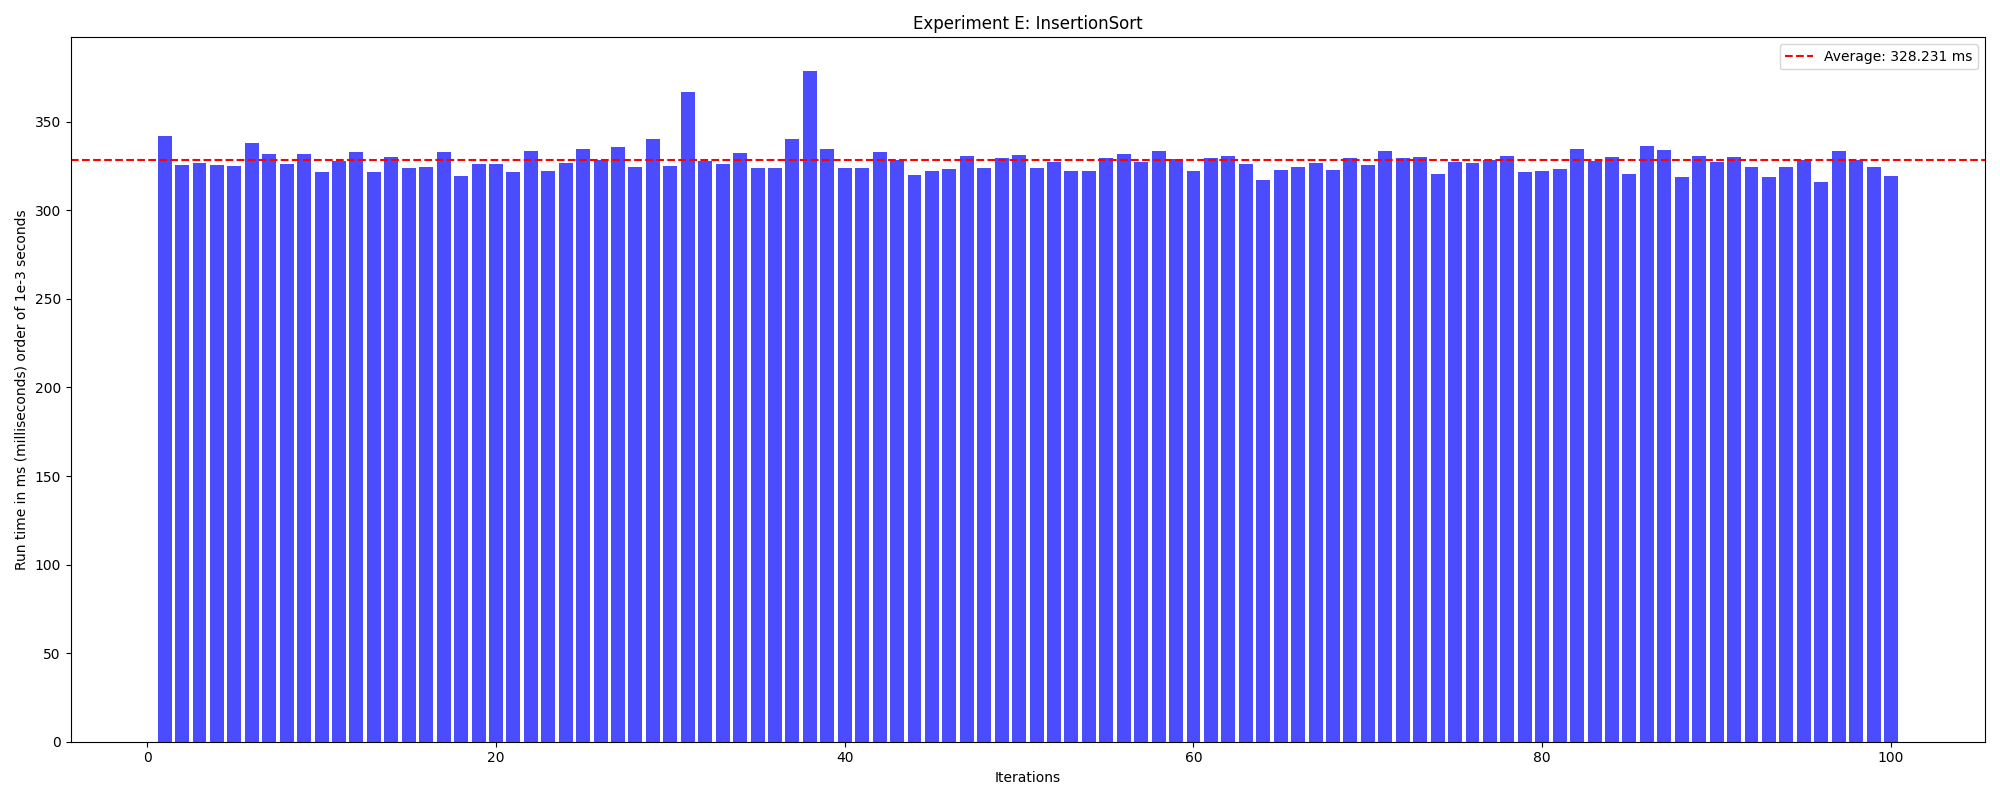 Experiment E: InsertionSort
Average: 328.231 ms
350
300
250
200
150
100
50
0
Run time in ms (milliseconds) order of 1e-3 seconds
0 20 40 60 80 100
Iterations